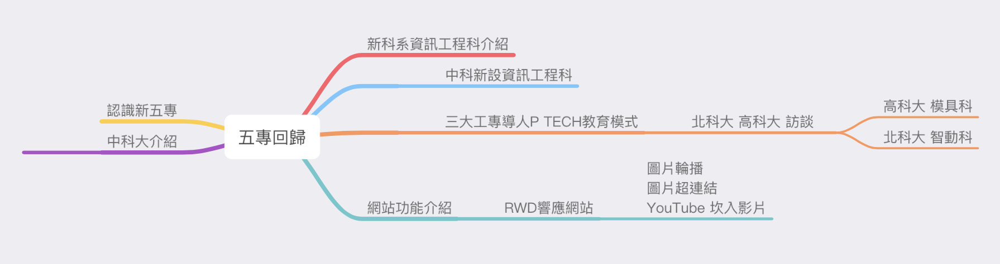 新科系資訊工程科介紹
中科新設資訊工程科
認識新五專
中科大介紹
五專回歸
三大工專導人P TECH教育模式
北科大 高科大 訪談
高科大 模具科
北科大 智動科
網站功能介紹
RWD響應網站
圖片輪播
圖片超連結
YouTube 坎入影片